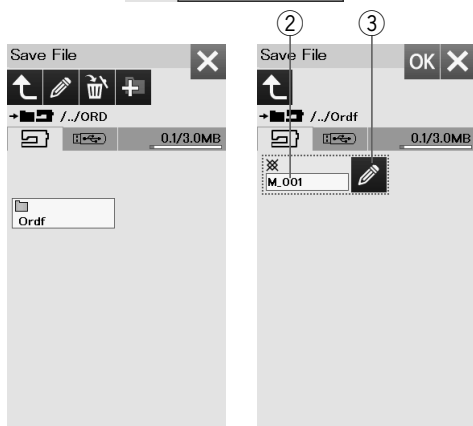 ② ③
Save File
/../ORD
0.1/3.0MB
Ordf
Save File OK
/../Ordf
0.1/3.0MB
M_001